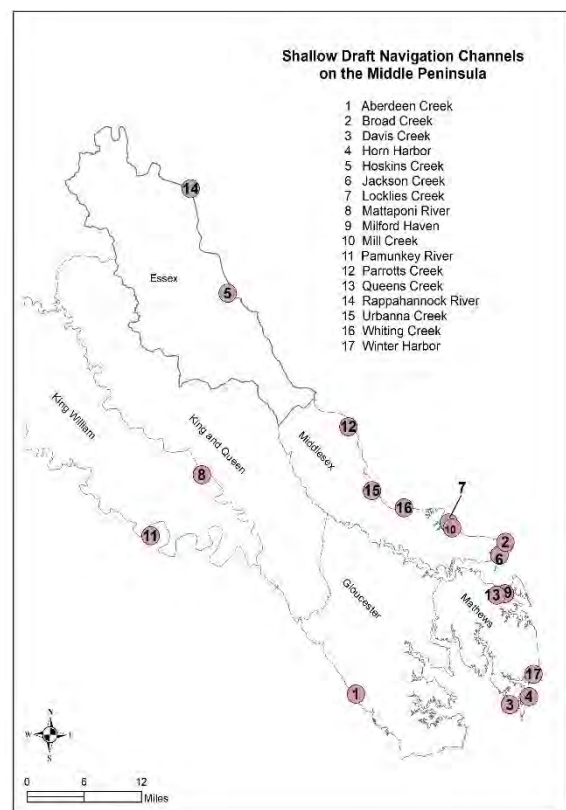 Shallow Draft Navigation Channels
on the Middle Peninsula
1 Aberdeen Creek
2 Broad Creek
3 Davis Creek
4 Horn Harbor
5 Hoskins Creek
6 Jackson Creek
7 Locklies Creek
8 Mattaponi River
9 Milford Haven
10 Mill Creek
11 Pamunkey River
12 Parrotts Creek
13 Queens Creek
14 Rappahannock River
15 Urbanna Creek
16 Whiting Creek
17 Winter Harbor
14
Essex
5
King William
King and Queen
Middlesex
12
8
15
16
7
10
11
2
6
Gloucester
Mathews
13
9
17
1
3
4
N
W
S
0 6 12
Miles